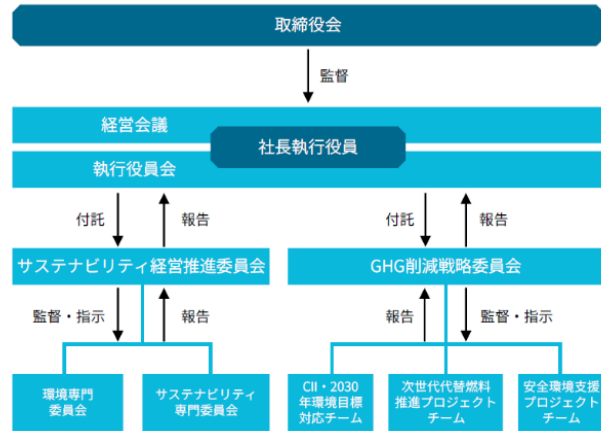 取締役会
監督
経営会議
社長執行役員
執行役員会
付託
報告
付託
報告
サステナビリティ経営推進委員会
GHG削減戦略委員会
監督・指示
報告
報告
監督・指示
環境専門
委員会
サステナビリティ
専門委員会
CII・2030
年環境目標
対応チーム
次世代代替燃料
推進プロジェクト
チーム
安全環境支援
プロジェクト
チーム